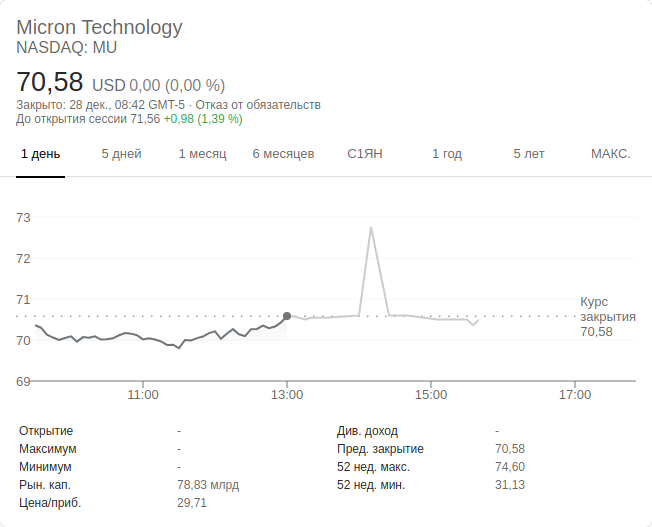 Micron Technology
NASDAQ: MU
70,58 USD 0,00 (0,00 %)
Закрыто: 28 дек., 08:42 GMT-5 · Отказ от обязательств
До открытия сессии 71,56 +0,98 (1,39 %)
1 день 5 дней 1 месяц 6 месяцев С1ЯН 1 год 5 лет МАКС.
73
72
71
70
69
Курс
закрытия
70,58
11:00 13:00 15:00 17:00
Открытие - Див. доход -
Максимум - Пред. закрытие 70,58
Минимум - 52 нед. макс. 74,60
Рын. кап. 78,83 млрд 52 нед. мин. 31,13
Цена/приб. 29,71